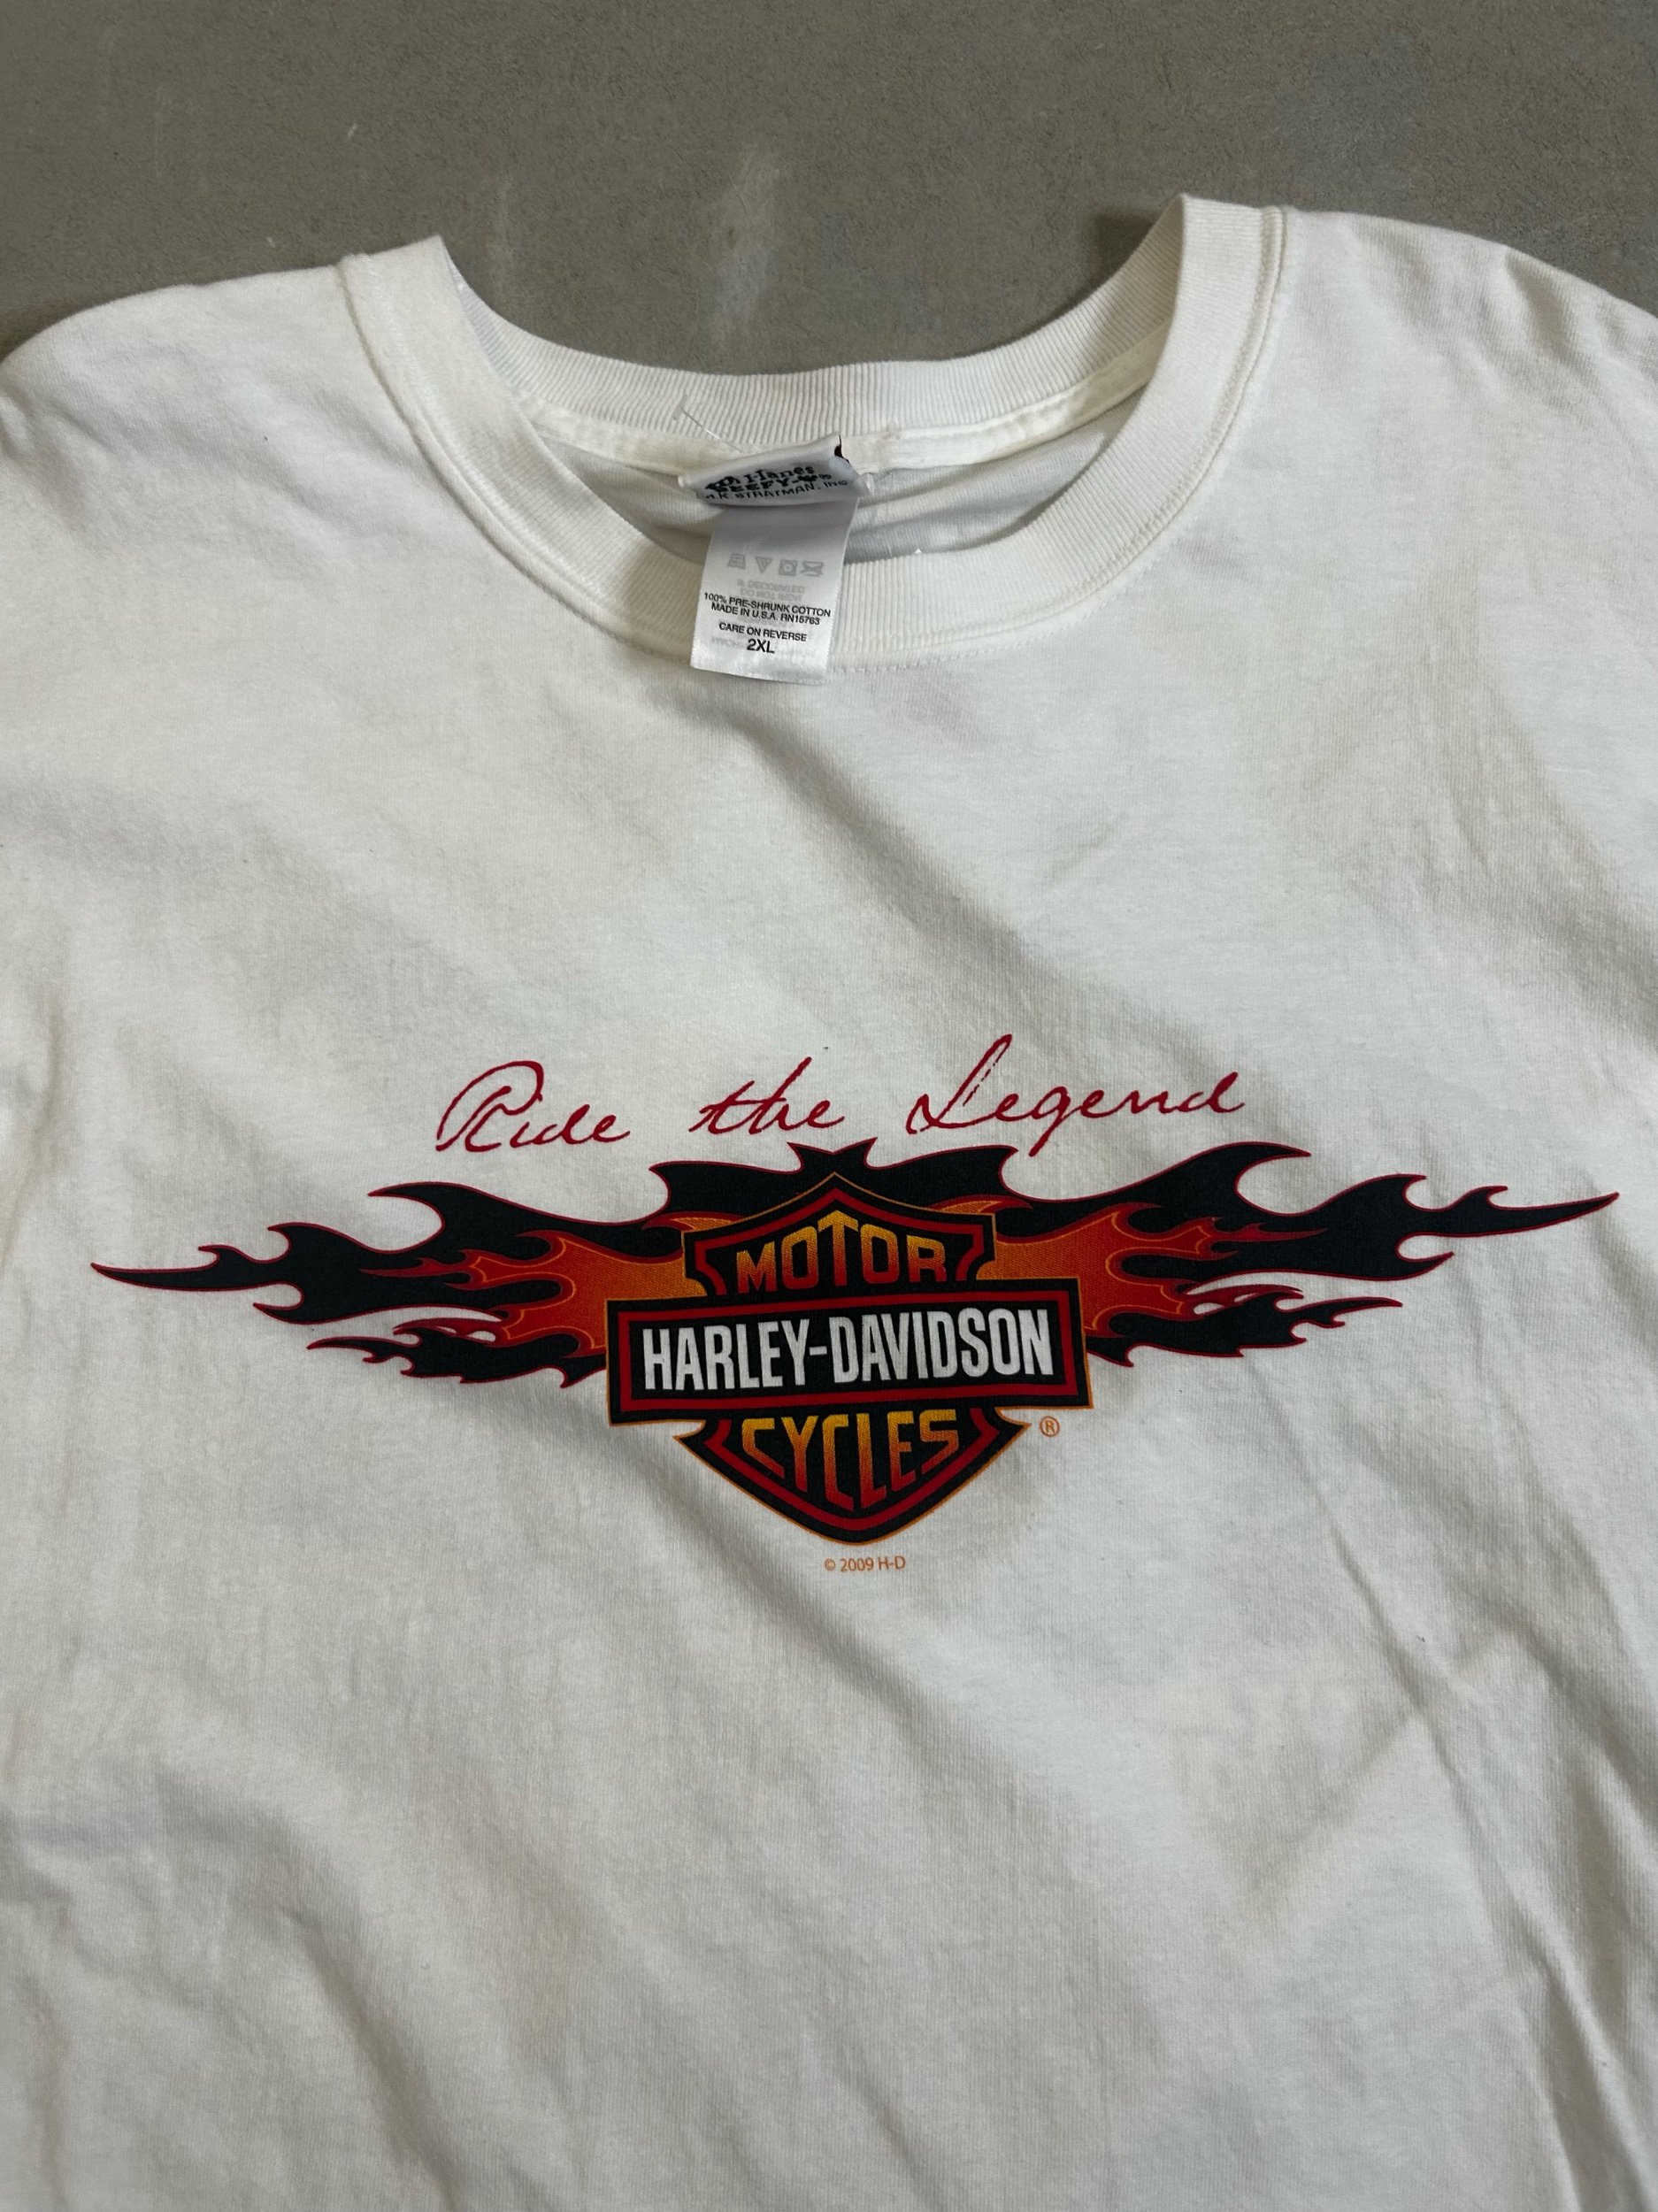 Hanes
BEEFY-T®
R.K. STRATMAN, INC.
100% PRE-SHRUNK COTTON
MADE IN U.S.A. RN15763
CARE ON REVERSE
2XL
Ride the Legend
MOTOR
HARLEY-DAVIDSON
CYCLES
®
© 2009 H-D